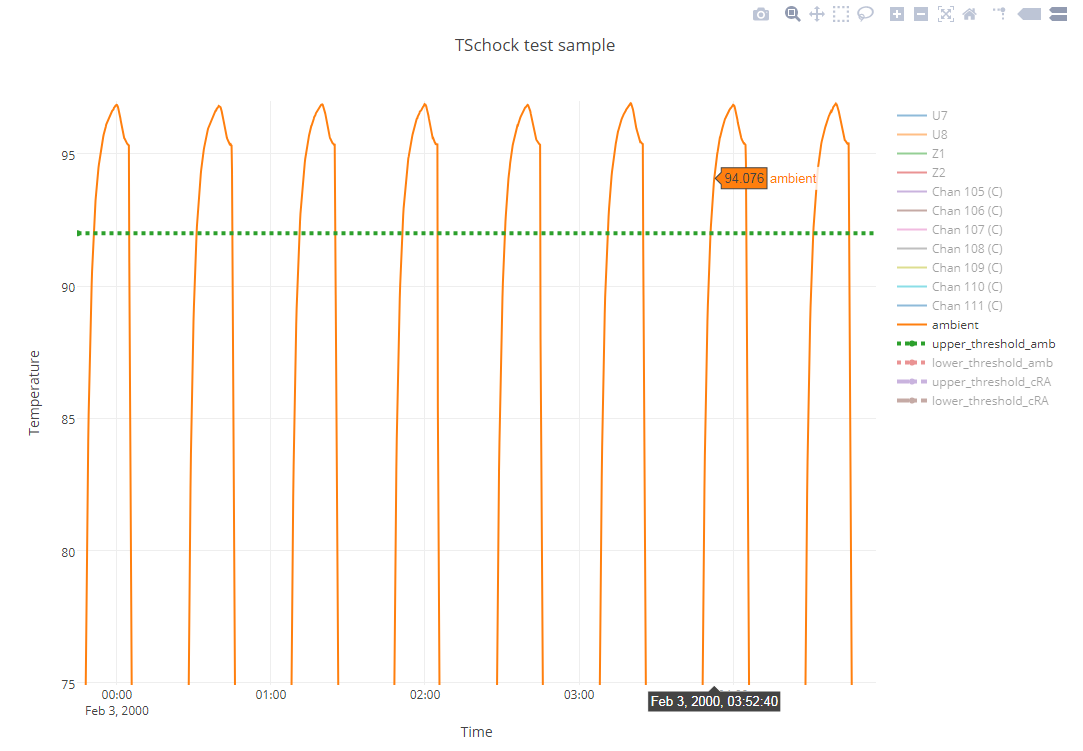 TSchock test sample
95
90
85
80
75
Temperature
94.076 ambient
00:00
01:00
02:00
03:00
Feb 3, 2000
Feb 3, 2000, 03:52:40
Time
U7
U8
Z1
Z2
Chan 105 (C)
Chan 106 (C)
Chan 107 (C)
Chan 108 (C)
Chan 109 (C)
Chan 110 (C)
Chan 111 (C)
ambient
upper_threshold_amb
lower_threshold_amb
upper_threshold_cRA
lower_threshold_cRA